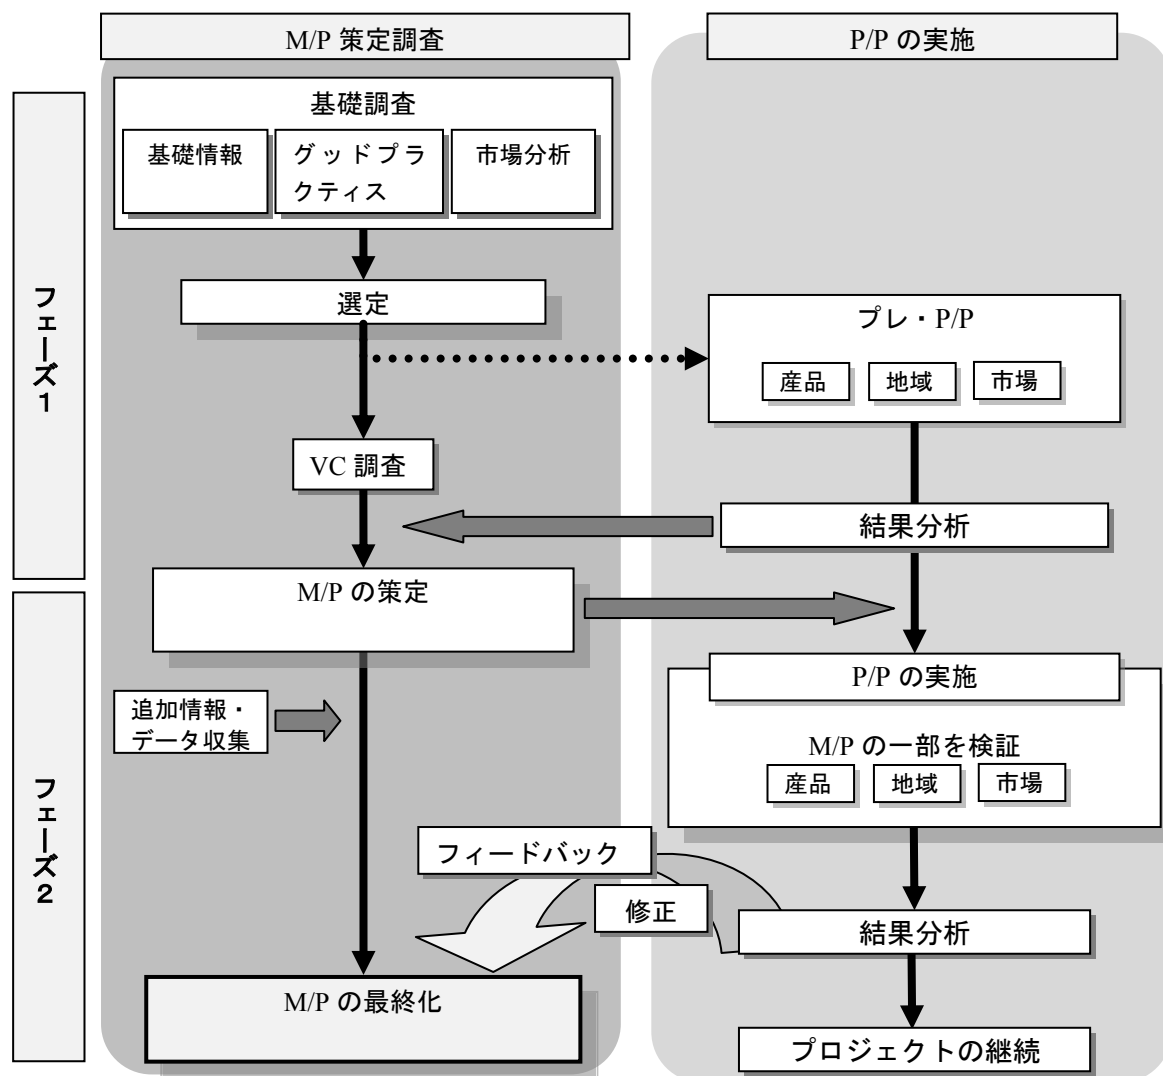 M/P 策定調査
P/P の実施
フェーズ1
基礎調査
基礎情報
グッドプラ
クティス
市場分析
選定
プレ・P/P
産品
地域
市場
VC 調査
結果分析
M/P の策定
フェーズ2
P/P の実施
M/P の一部を検証
産品
地域
市場
追加情報・
データ収集
フィードバック
修正
結果分析
M/P の最終化
プロジェクトの継続